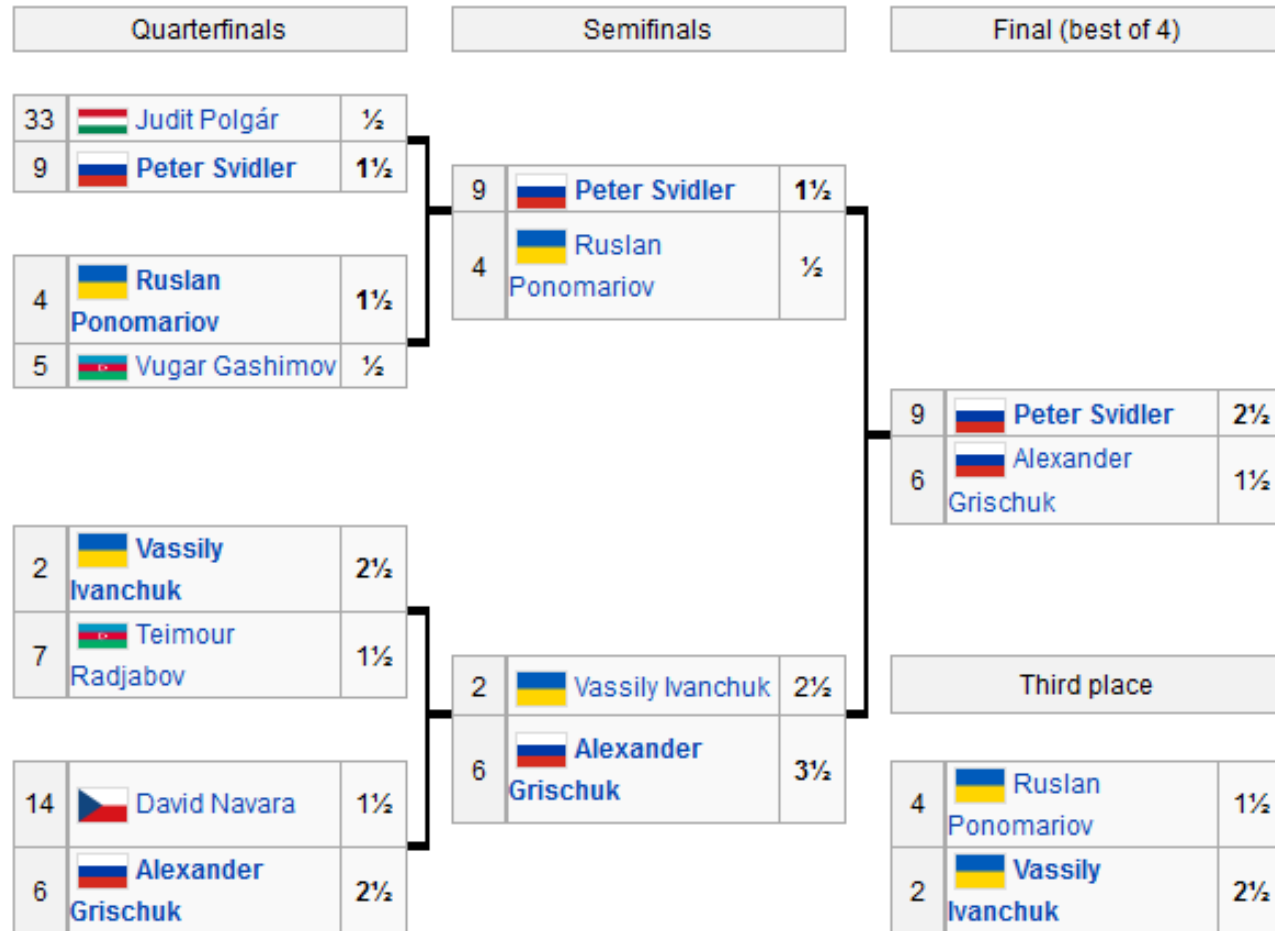 Quarterfinals
Semifinals
Final (best of 4)
33 Judit Polgár ½
9 Peter Svidler 1½
4 Ruslan
Ponomariov 1½
5 Vugar Gashimov ½
2 Vassily
Ivanchuk 2½
7 Teimour
Radjabov 1½
14 David Navara 1½
6 Alexander
Grischuk 2½
9 Peter Svidler 1½
4 Ruslan
Ponomariov ½
2 Vassily Ivanchuk 2½
6 Alexander
Grischuk 3½
9 Peter Svidler 2½
6 Alexander
Grischuk 1½
Third place
4 Ruslan
Ponomariov 1½
2 Vassily
Ivanchuk 2½